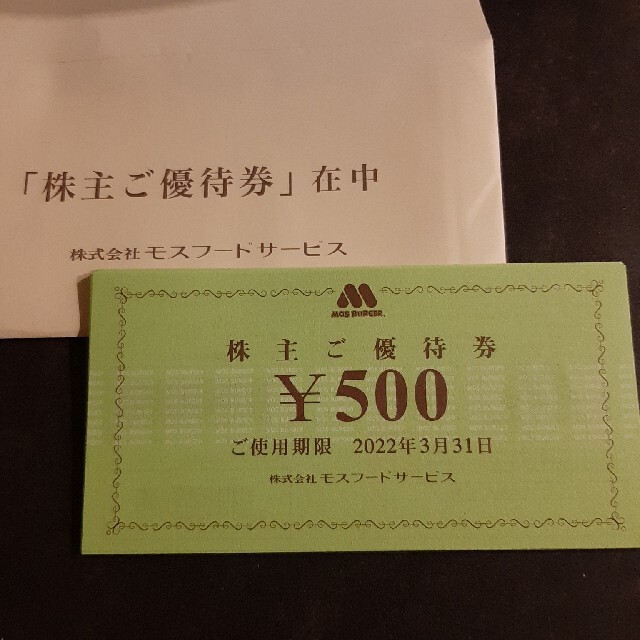 「株主ご優待券」在中
株式会社 モスフードサービス
MOS BURGER.
株主ご優待券
¥500
ご使用期限 2022年3月31日
株式会社 モスフードサービス